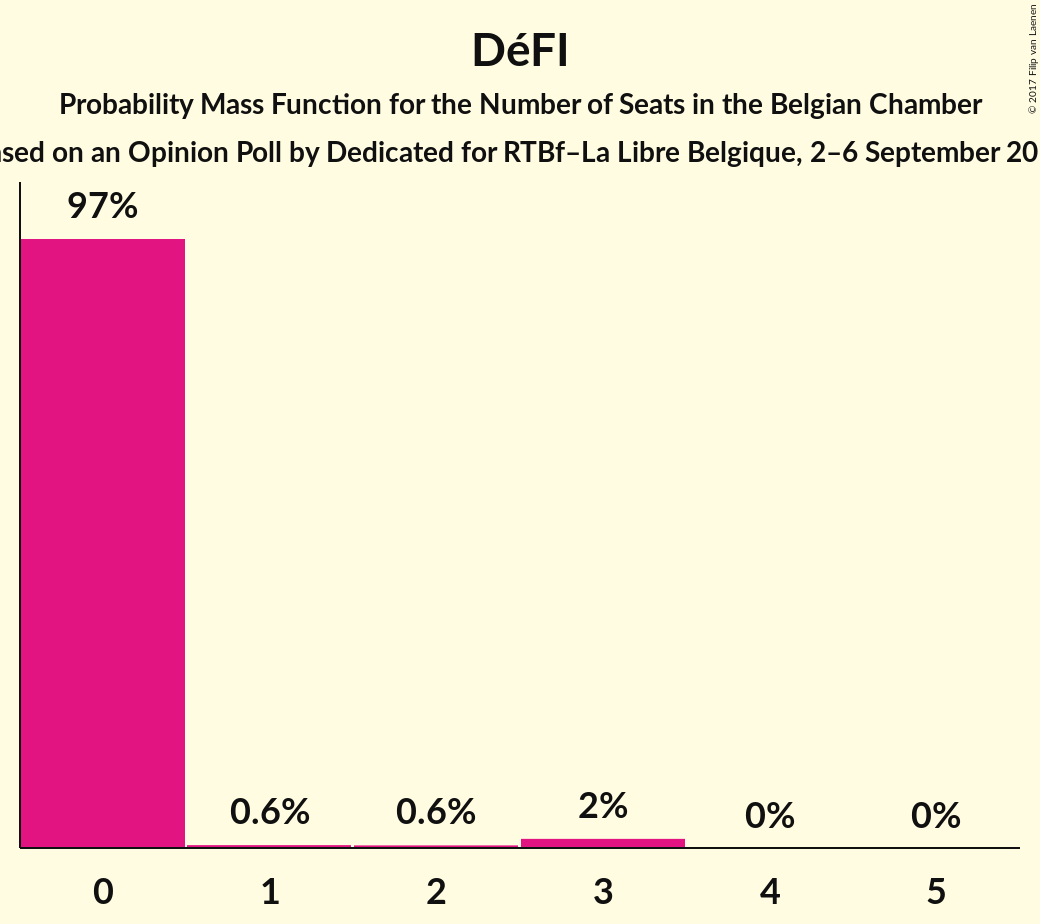 DéFI
Probability Mass Function for the Number of Seats in the Belgian Chamber
on an Opinion Poll by Dedicated for RTBf–La Libre Belgique, 2–6 September
97%
0.6%
0.6%
2%
0%
0%
0 1 2 3 4 5
© 2017 Filip van Laenen